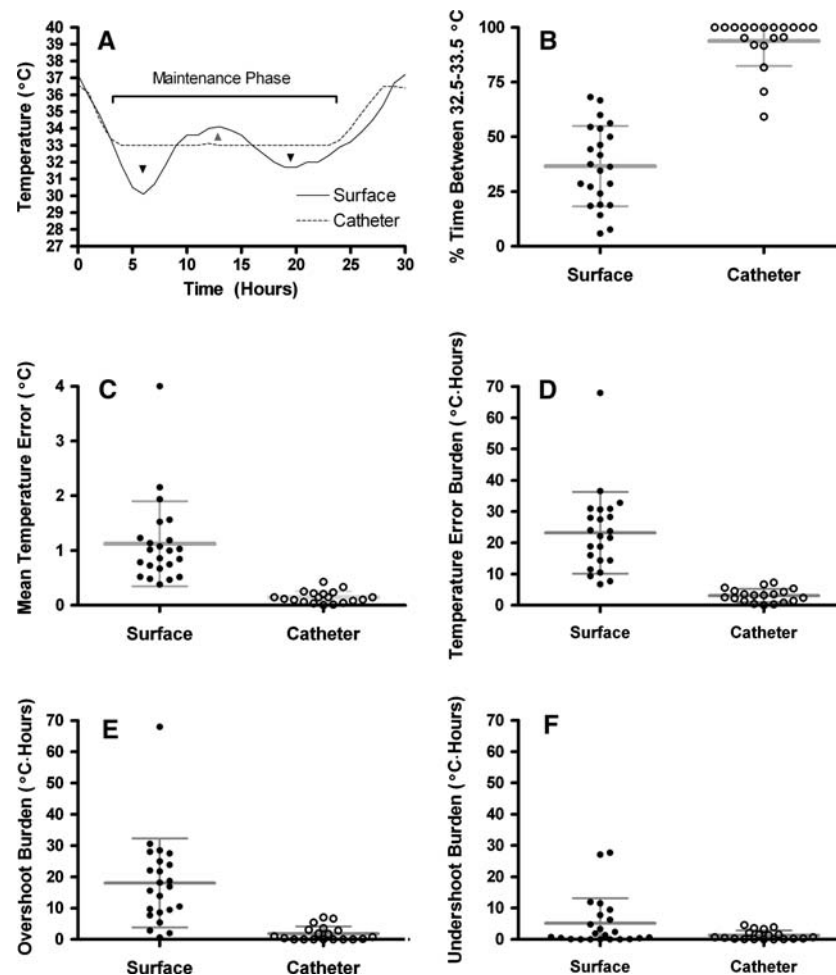 A
Temperature (°C)
40
39
38
37
36
35
34
33
32
31
30
29
28
27
Maintenance Phase
Surface
Catheter
0 5 10 15 20 25 30
Time (Hours)
B
% Time Between 32.5-33.5 °C
100
75
50
25
0
Surface Catheter
C
Mean Temperature Error (°C)
4
3
2
1
0
Surface Catheter
D
Temperature Error Burden (°C·Hours)
70
60
50
40
30
20
10
0
Surface Catheter
E
Overshoot Burden (°C·Hours)
70
60
50
40
30
20
10
0
Surface Catheter
F
Undershoot Burden (°C·Hours)
70
60
50
40
30
20
10
0
Surface Catheter